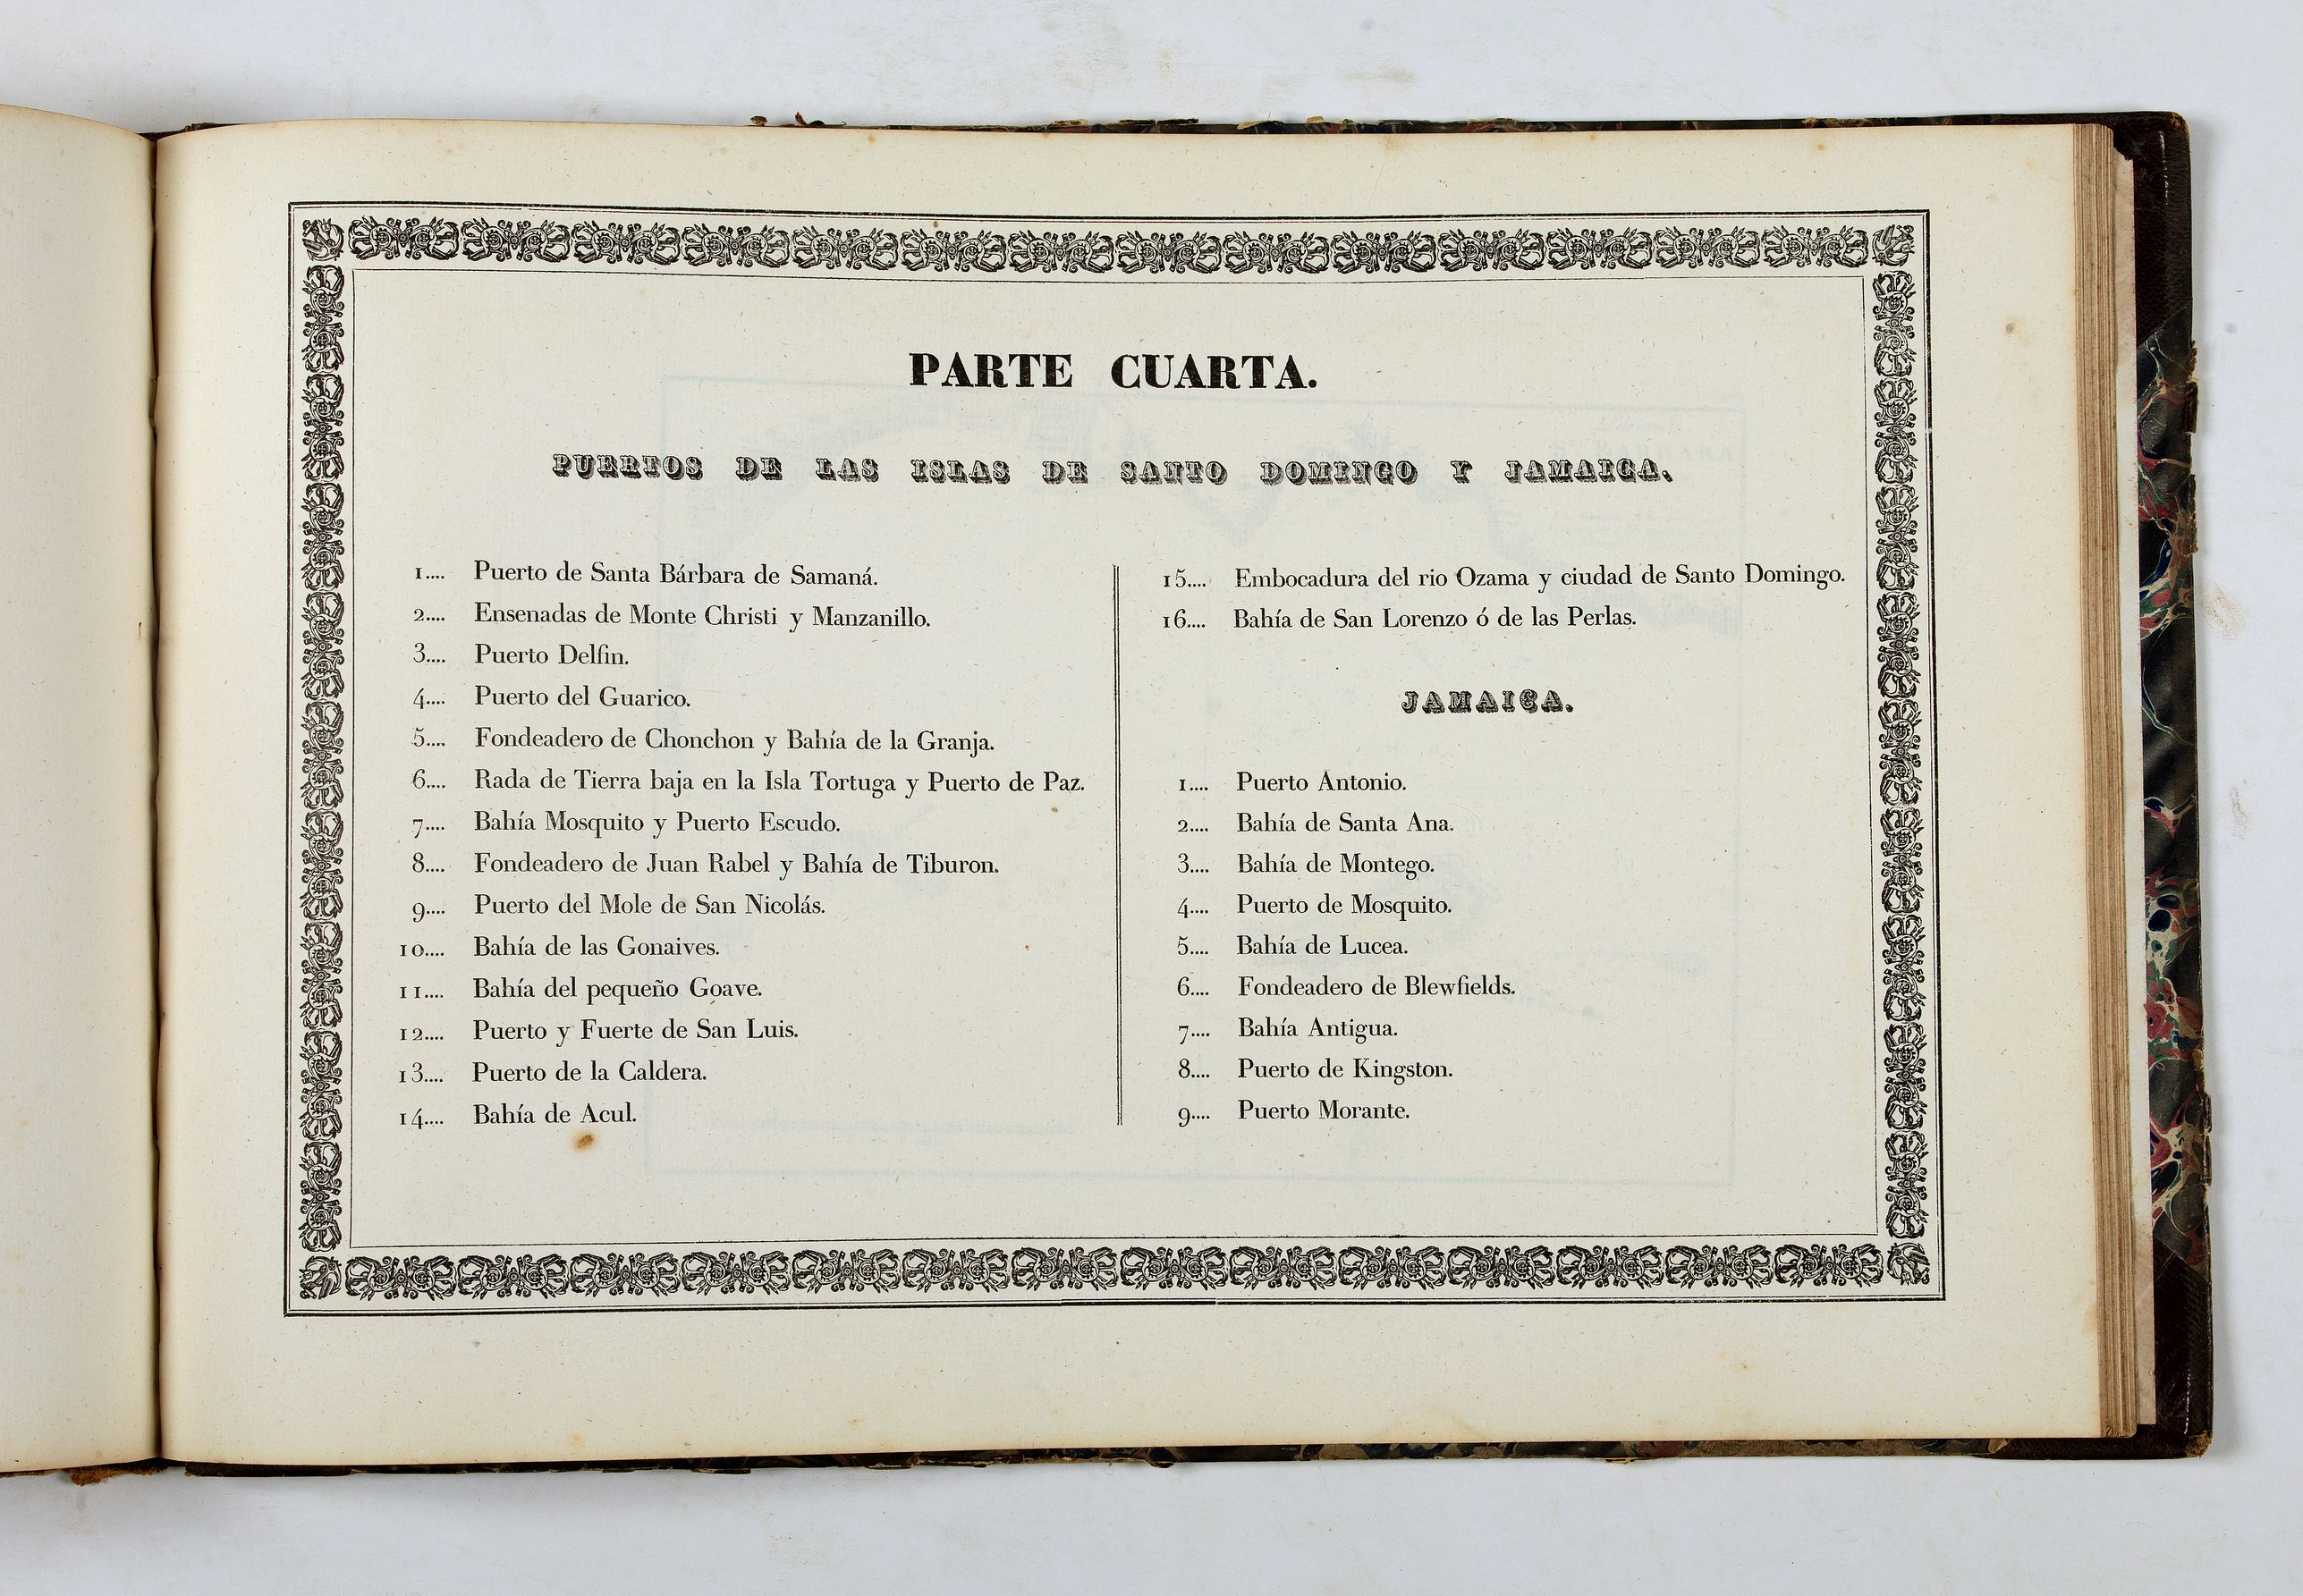 PARTE CUARTA.
PUERTOS DE LAS ISLAS DE SANTO DOMINGO Y JAMAICA.
1.... Puerto de Santa Bárbara de Samaná.
2.... Ensenadas de Monte Christi y Manzanillo.
3.... Puerto Delfin.
4.... Puerto del Guarico.
5.... Fondeadero de Chonchon y Bahía de la Granja.
6.... Rada de Tierra baja en la Isla Tortuga y Puerto de Paz.
7.... Bahía Mosquito y Puerto Escudo.
8.... Fondeadero de Juan Rabel y Bahía de Tiburon.
9.... Puerto del Mole de San Nicolás.
10.... Bahía de las Gonaives.
11.... Bahía del pequeño Goave.
12.... Puerto y Fuerte de San Luis.
13.... Puerto de la Caldera.
14.... Bahía de Acul.
15.... Embocadura del rio Ozama y ciudad de Santo Domingo.
16.... Bahía de San Lorenzo ó de las Perlas.
JAMAICA.
1.... Puerto Antonio.
2.... Bahía de Santa Ana.
3.... Bahía de Montego.
4.... Puerto de Mosquito.
5.... Bahía de Lucea.
6.... Fondeadero de Blewfields.
7.... Bahía Antigua.
8.... Puerto de Kingston.
9.... Puerto Morante.